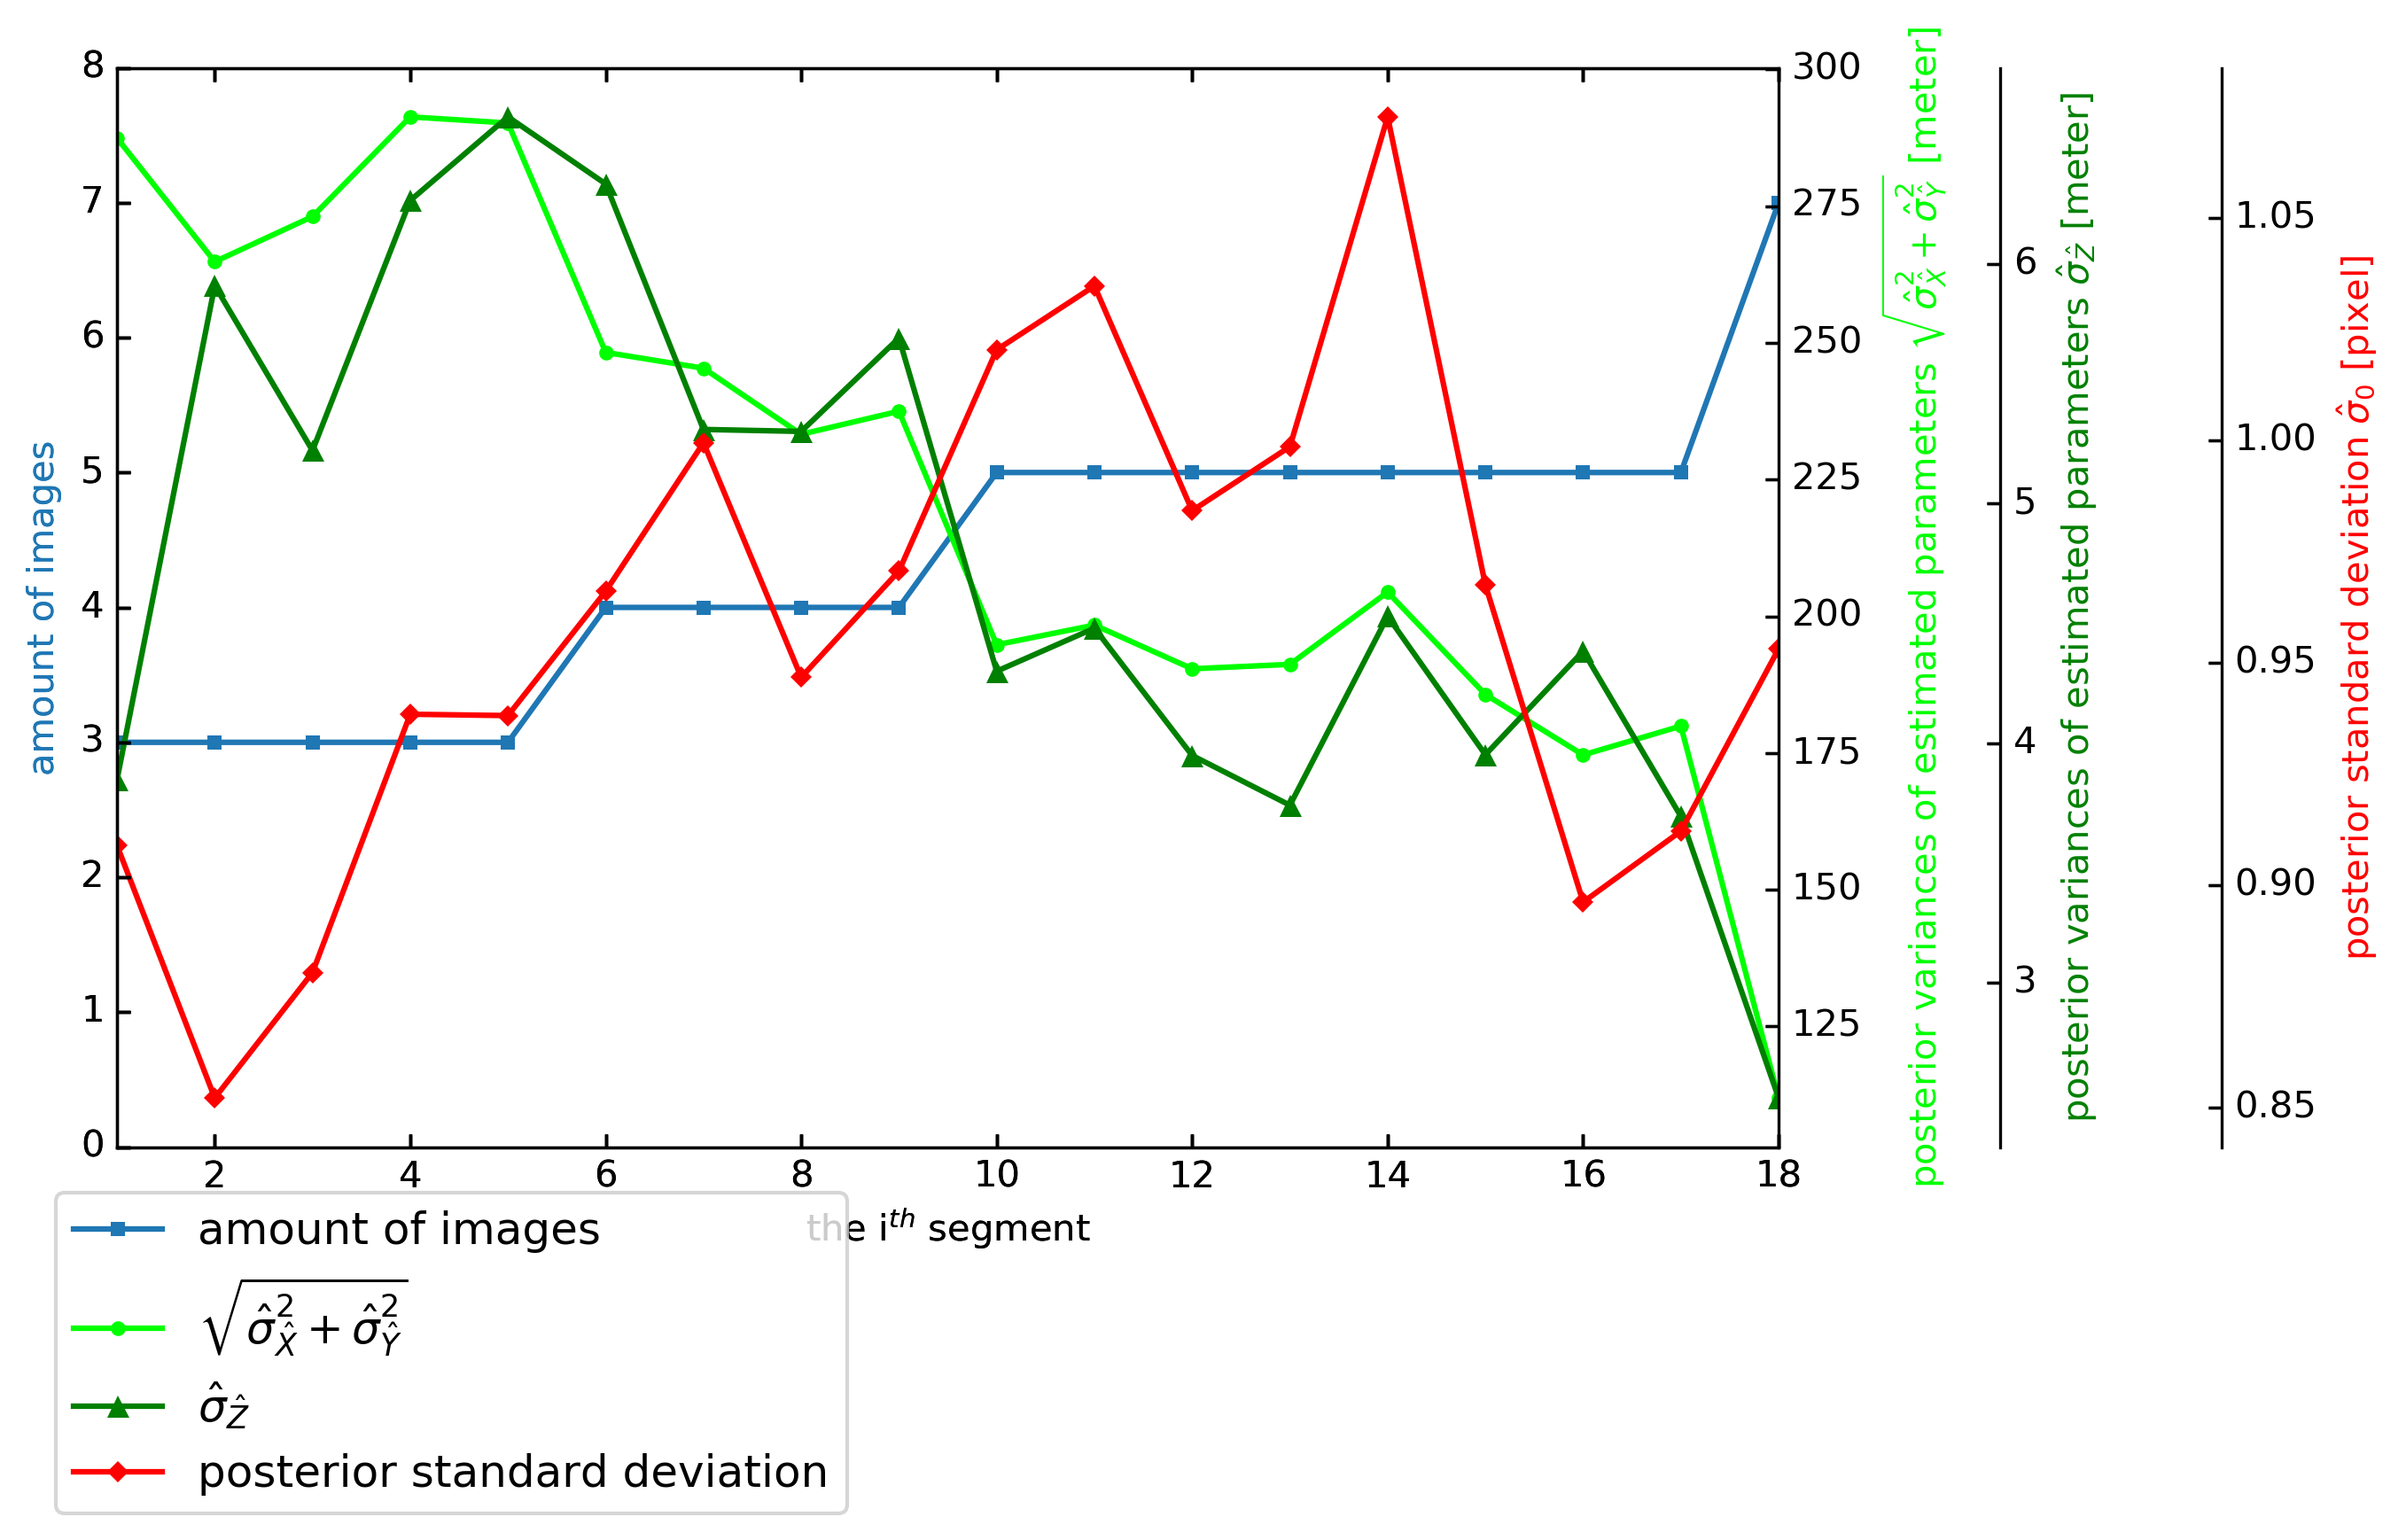 8
7
6
5
4
3
2
1
0
amount of images
2 4 6 8 10 12 14 16 18
the i^{th} segment
300
275
250
225
200
175
150
125
posterior variances of estimated parameters √(σ̂²_X̂ + σ̂²_Ŷ) [meter]
6
5
4
3
posterior variances of estimated parameters σ̂_Ẑ [meter]
1.05
1.00
0.95
0.90
0.85
posterior standard deviation σ̂₀ [pixel]
amount of images
√(σ̂²_X̂ + σ̂²_Ŷ)
σ̂_Ẑ
posterior standard deviation